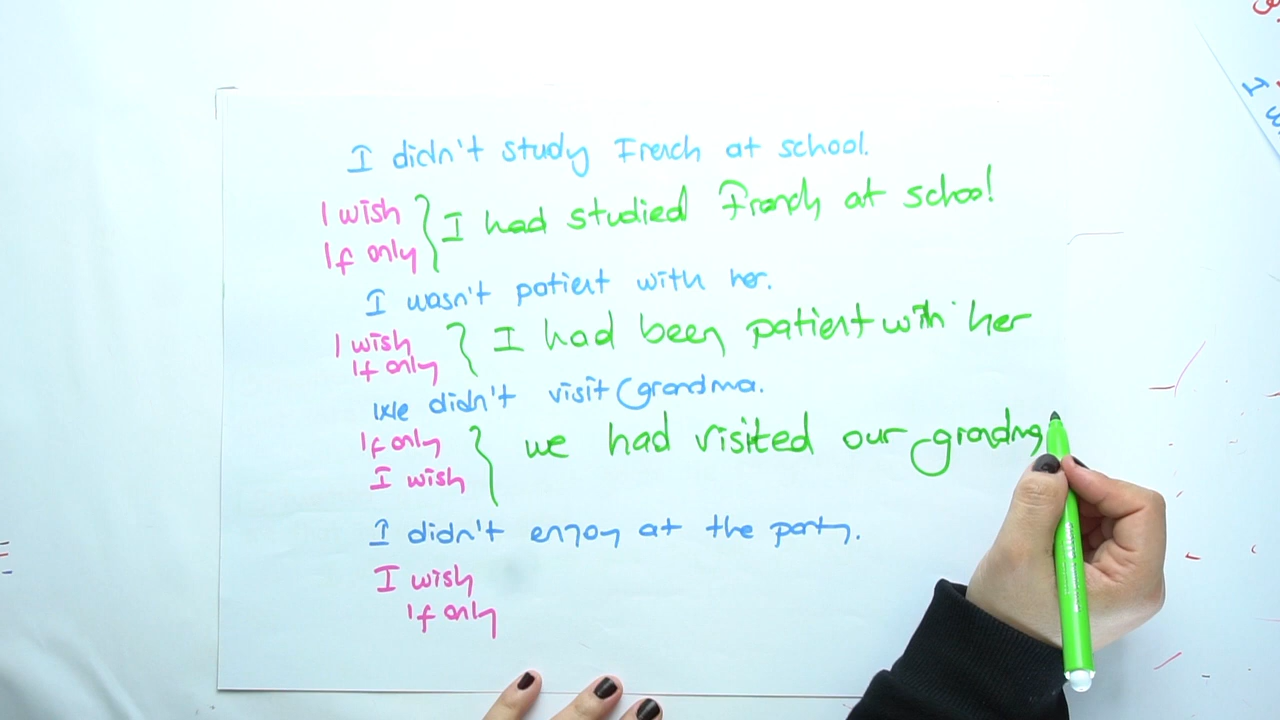 I didn't study French at school.
I wish } I had studied French at school
If only
I wasn't patient with her.
I wish } I had been patient with her
If only
We didn't visit grandma.
If only } we had visited our grandma
I wish
I didn't enjoy at the party.
I wish
If only
I